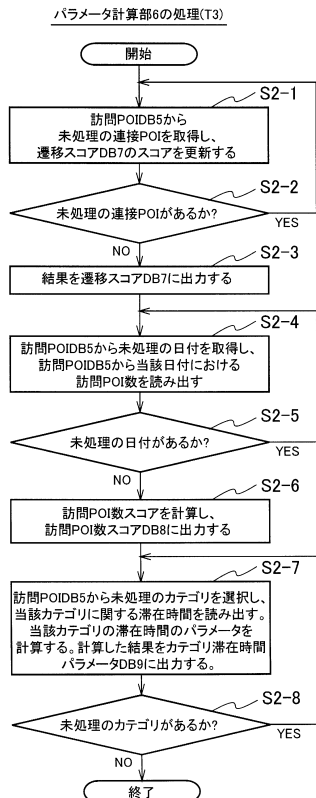 パラメータ計算部6の処理(T3)
開始
S2-1
訪問POIDB5から
未処理の連接POIを取得し、
遷移スコアDB7のスコアを更新する
S2-2
未処理の連接POIがあるか?
YES
NO
S2-3
結果を遷移スコアDB7に出力する
S2-4
訪問POIDB5から未処理の日付を取得し、
訪問POIDB5から当該日付における
訪問POI数を読み出す
S2-5
未処理の日付があるか?
YES
NO
S2-6
訪問POI数スコアを計算し、
訪問POI数スコアDB8に出力する
S2-7
訪問POIDB5から未処理のカテゴリを選択し、
当該カテゴリに関する滞在時間を読み出す。
当該カテゴリの滞在時間のパラメータを
計算する。計算した結果をカテゴリ滞在時間
パラメータDB9に出力する。
S2-8
未処理のカテゴリがあるか?
YES
NO
終了